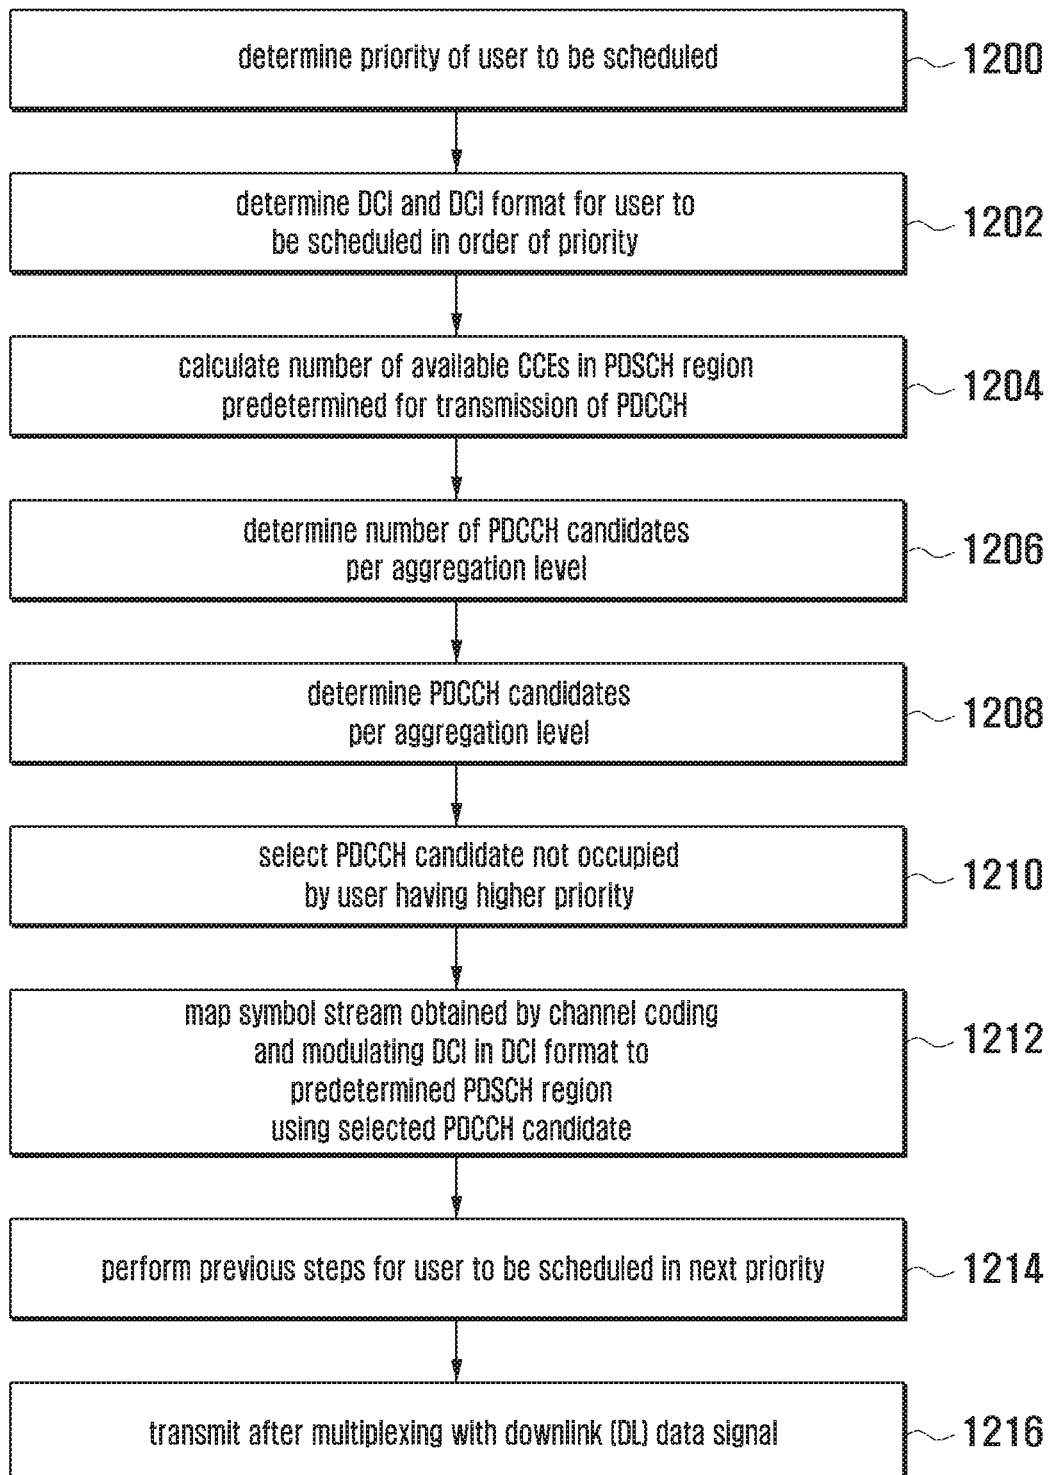 determine priority of user to be scheduled
1200
determine DCI and DCI format for user to
be scheduled in order of priority
1202
calculate number of available CCEs in PDSCH region
predetermined for transmission of PDCCH
1204
determine number of PDCCH candidates
per aggregation level
1206
determine PDCCH candidates
per aggregation level
1208
select PDCCH candidate not occupied
by user having higher priority
1210
map symbol stream obtained by channel coding
and modulating DCI in DCI format to
predetermined PDSCH region
using selected PDCCH candidate
1212
perform previous steps for user to be scheduled in next priority
1214
transmit after multiplexing with downlink (DL) data signal
1216